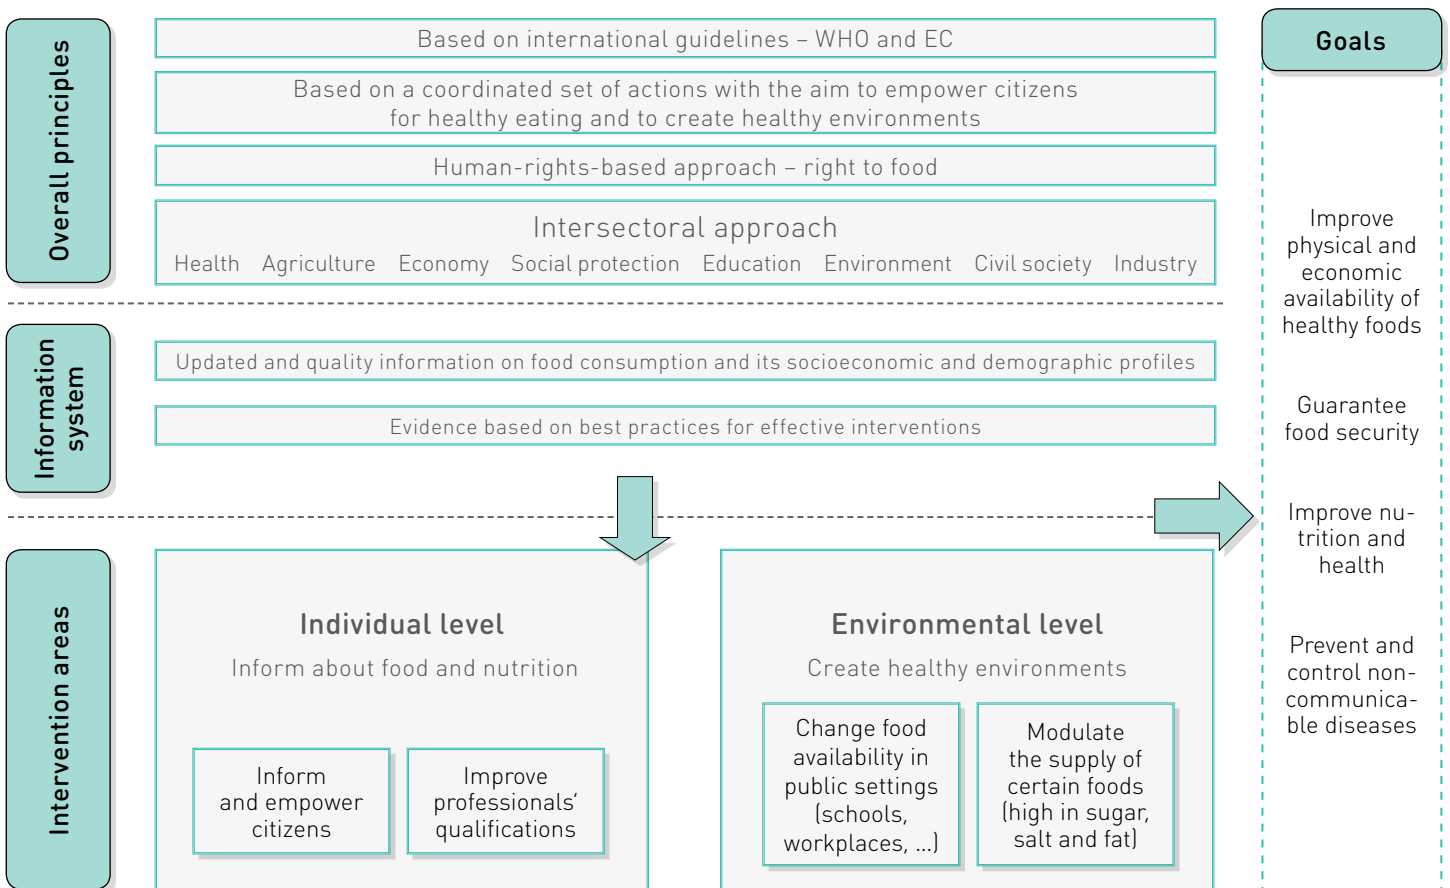 Overall principles
Based on international guidelines – WHO and EC
Based on a coordinated set of actions with the aim to empower citizens
for healthy eating and to create healthy environments
Human-rights-based approach – right to food
Intersectoral approach
Health Agriculture Economy Social protection Education Environment Civil society Industry
Information
system
Updated and quality information on food consumption and its socioeconomic and demographic profiles
Evidence based on best practices for effective interventions
Intervention areas
Individual level
Inform about food and nutrition
Inform
and empower
citizens
Improve
professionals’
qualifications
Environmental level
Create healthy environments
Change food
availability in
public settings
(schools,
workplaces, ...)
Modulate
the supply of
certain foods
(high in sugar,
salt and fat)
Goals
Improve
physical and
economic
availability of
healthy foods
Guarantee
food security
Improve nu-
trition and
health
Prevent and
control non-
communica-
ble diseases